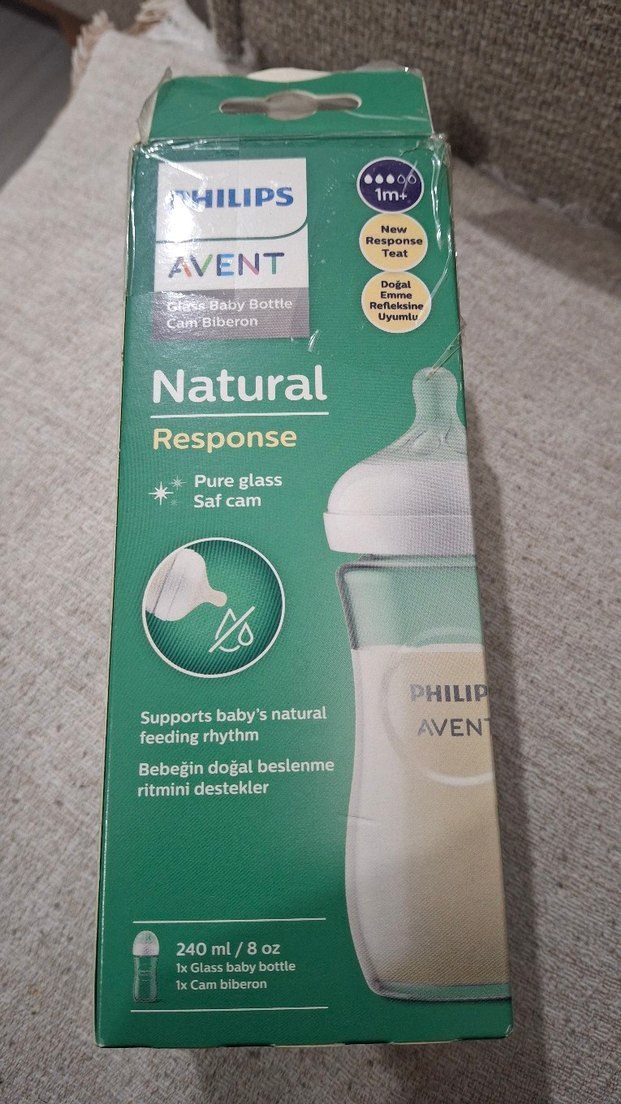 PHILIPS
AVENT
Glass Baby Bottle
Cam Biberon
1m+
New
Response
Teat
Doğal
Emme
Refleksine
Uyumlu
Natural
Response
Pure glass
Saf cam
Supports baby's natural
feeding rhythm
Bebeğin doğal beslenme
ritmini destekler
PHILIP
AVENT
240 ml / 8 oz
1x Glass baby bottle
1x Cam biberon